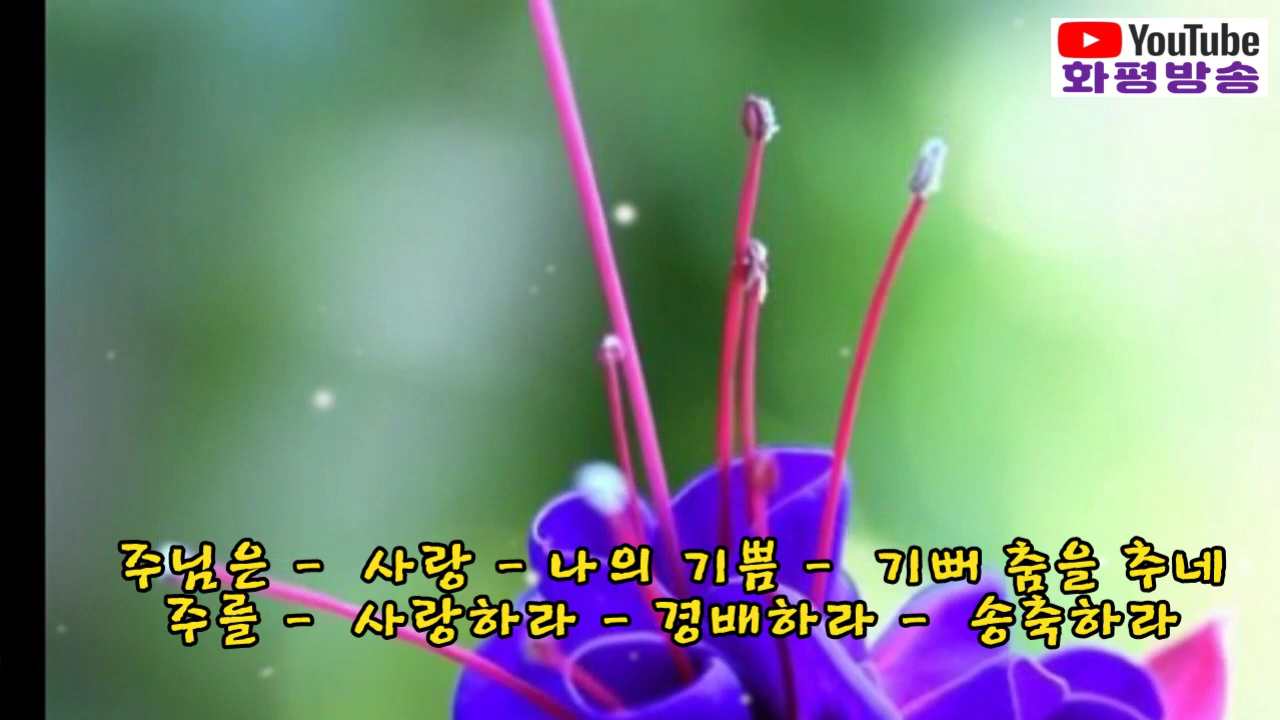 YouTube
화평방송
주님은 - 사랑 - 나의 기쁨 - 기뻐 춤을 추네
주를 - 사랑하라 - 경배하라 - 송축하라